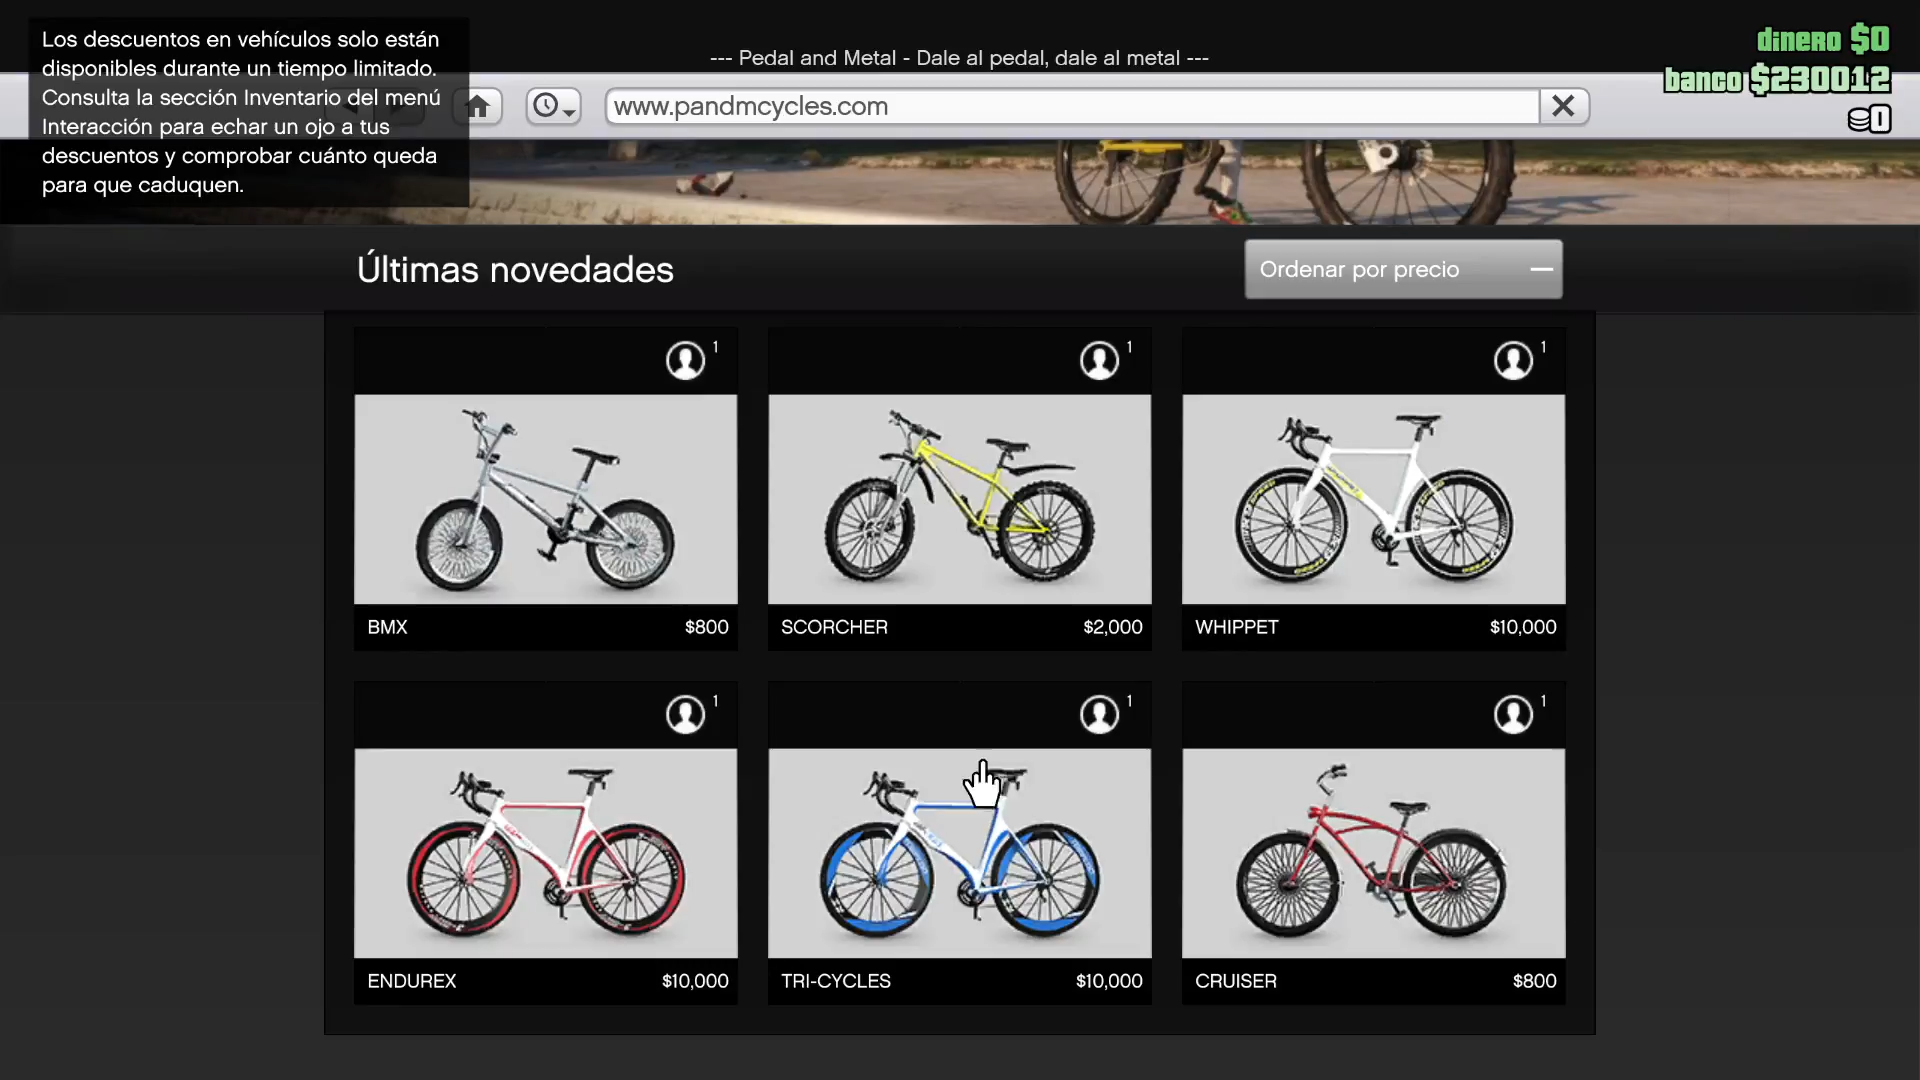 Los descuentos en vehículos solo están
disponibles durante un tiempo limitado.
Consulta la sección Inventario del menú
Interacción para echar un ojo a tus
descuentos y comprobar cuánto queda
para que caduquen.
--- Pedal and Metal - Dale al pedal, dale al metal ---
dinero $0
banco $230012
1
www.pandmcycles.com
Últimas novedades
Ordenar por precio
1
1
1
BMX $800
SCORCHER $2,000
WHIPPET $10,000
1
1
1
ENDUREX $10,000
TRI-CYCLES $10,000
CRUISER $800